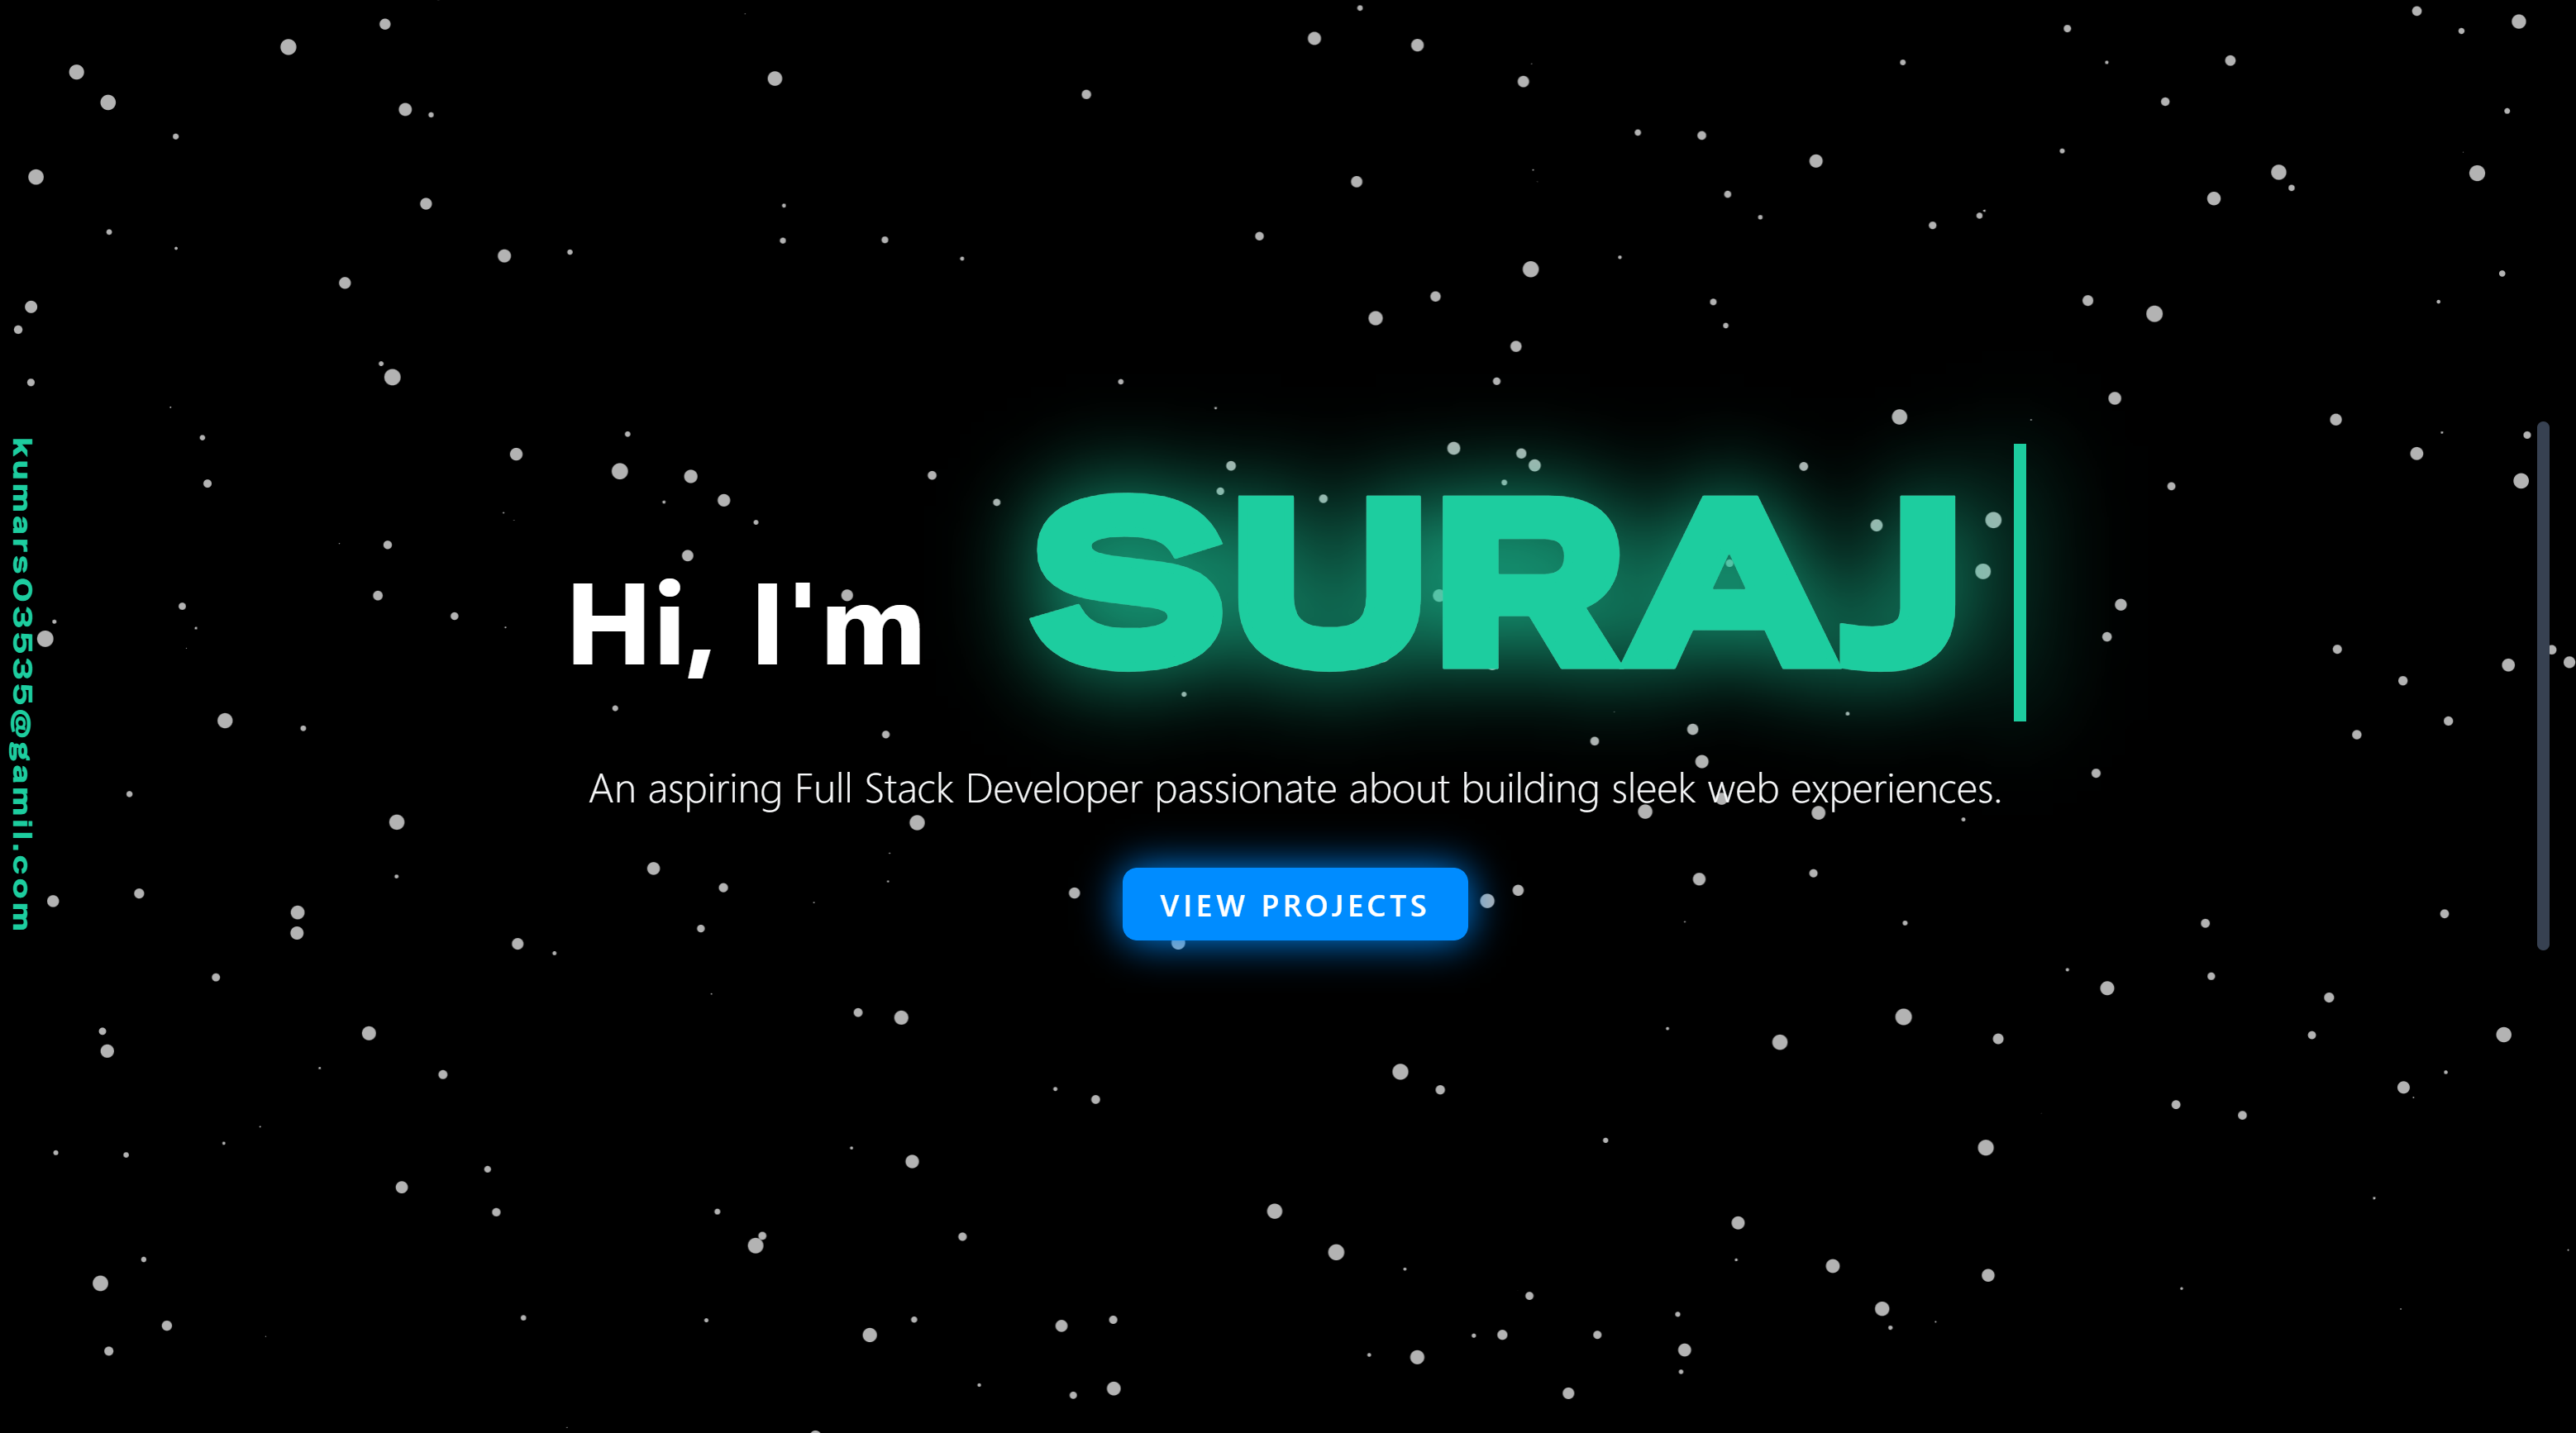 kumars03535@gamil.com
Hi, I'm SURAJ
An aspiring Full Stack Developer passionate about building sleek web experiences.
VIEW PROJECTS